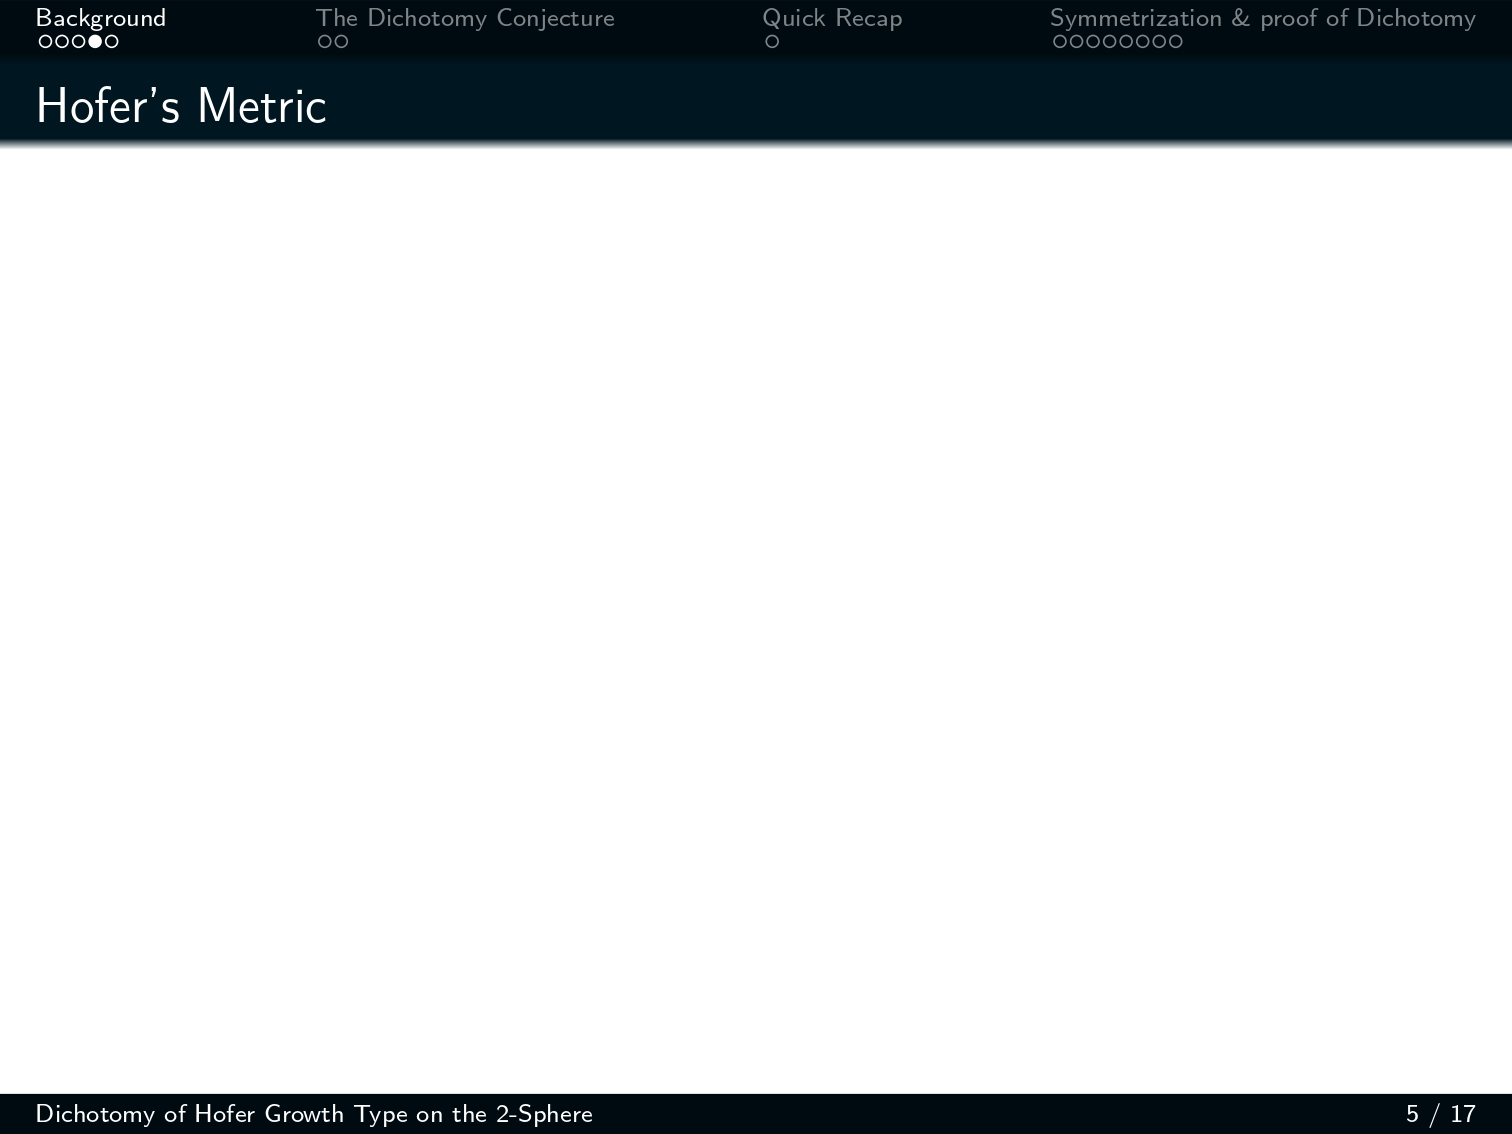 Background The Dichotomy Conjecture Quick Recap Symmetrization & proof of Dichotomy
Hofer's Metric
Dichotomy of Hofer Growth Type on the 2-Sphere 5 / 17